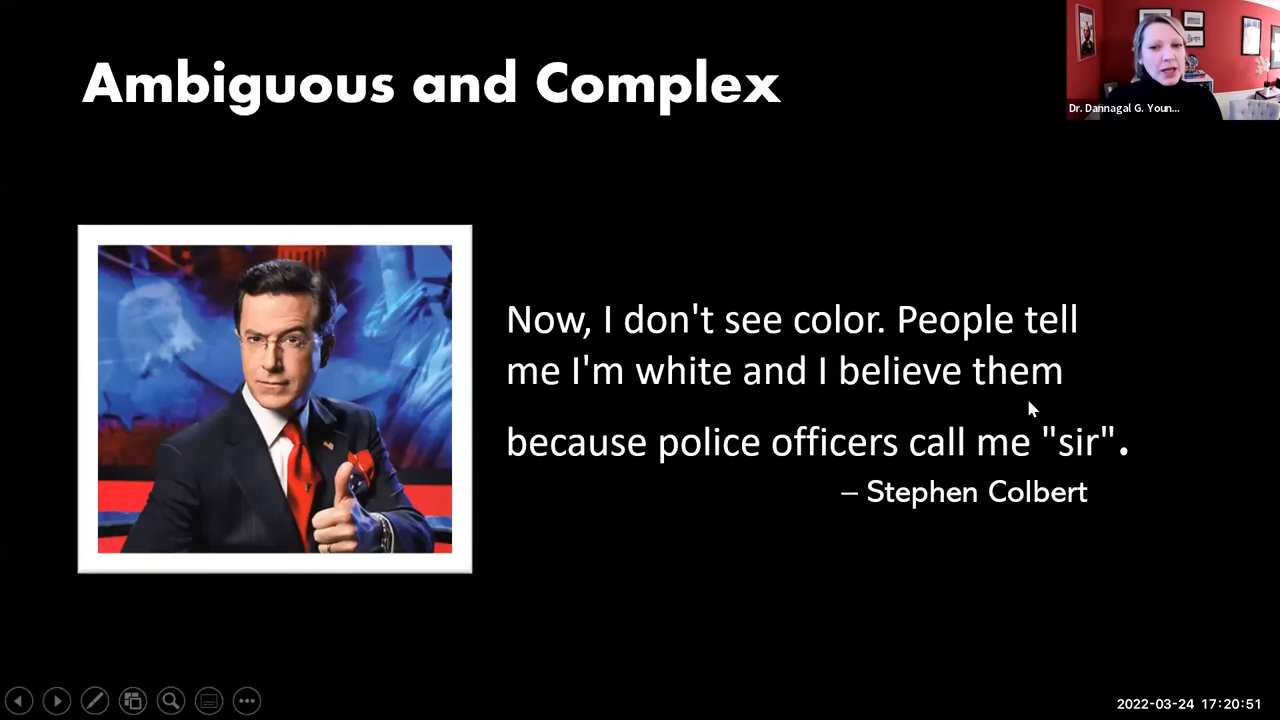 Ambiguous and Complex
Dr. Dannagal G. Youn...
Now, I don't see color. People tell
me I'm white and I believe them
because police officers call me "sir".
– Stephen Colbert
2022-03-24 17:20:51